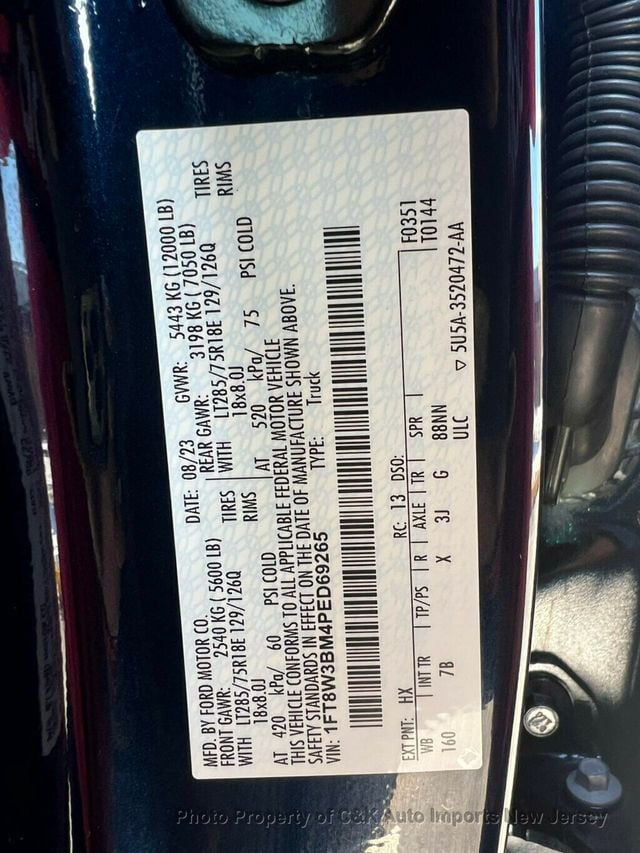 MFD. BY FORD MOTOR CO.
DATE: 08/23 GVWR: 5443 KG (12000 LB)
FRONT GAWR: 2540 KG ( 5600 LB) REAR GAWR: 3198 KG ( 7050 LB)
WITH LT285/75R18E 129/126Q TIRES WITH LT285/75R18E 129/126Q TIRES
18x8.0J RIMS 18x8.0J RIMS
AT 420 kPa/ 60 PSI COLD AT 520 kPa/ 75 PSI COLD
THIS VEHICLE CONFORMS TO ALL APPLICABLE FEDERAL MOTOR VEHICLE
SAFETY STANDARDS IN EFFECT ON THE DATE OF MANUFACTURE SHOWN ABOVE.
VIN: 1FT8W3BM4PED69265 TYPE: Truck
F0351
T0144
EXT PNT: HX RC: 13 DSO:
WB INT TR TP/PS R AXLE TR SPR
160 7B X 3J G 88NN
ULC
▽ 5U5A-3520472-AA
Photo Property of C&K Auto Imports New Jersey